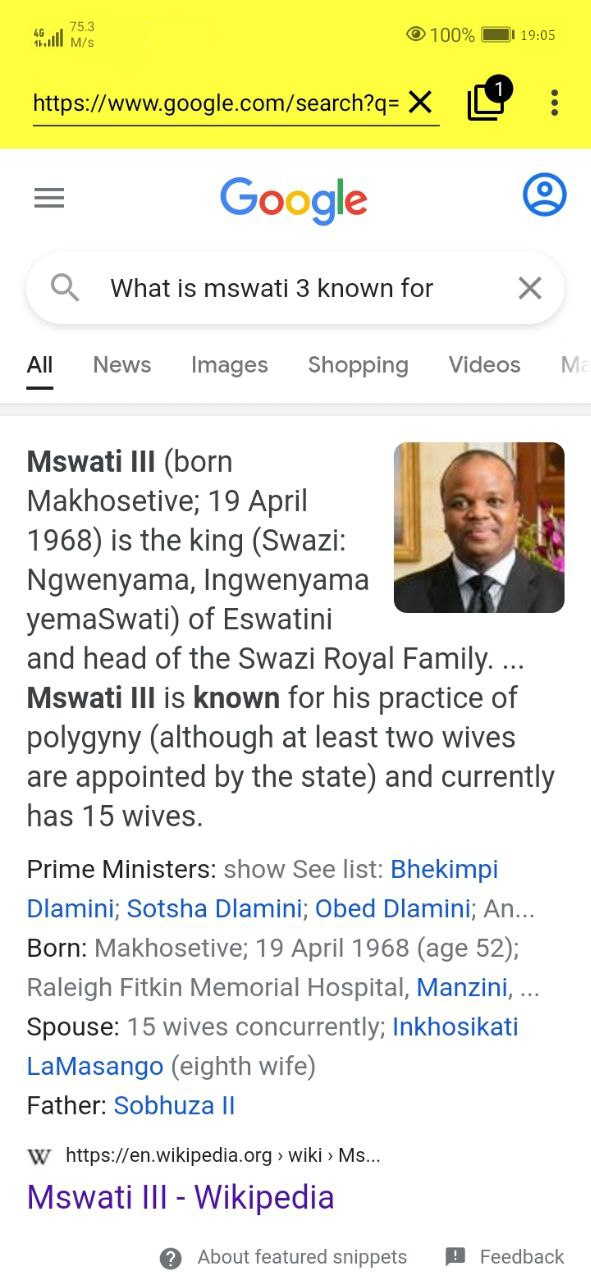 4G 75.3 M/s 100% 19:05
https://www.google.com/search?q= 1
Google
What is mswati 3 known for
All News Images Shopping Videos Ma
Mswati III (born
Makhosetive; 19 April
1968) is the king (Swazi:
Ngwenyama, Ingwenyama
yemaSwati) of Eswatini
and head of the Swazi Royal Family. ...
Mswati III is known for his practice of
polygyny (although at least two wives
are appointed by the state) and currently
has 15 wives.
Prime Ministers: show See list: Bhekimpi
Dlamini; Sotsha Dlamini; Obed Dlamini; An...
Born: Makhosetive; 19 April 1968 (age 52);
Raleigh Fitkin Memorial Hospital, Manzini, ...
Spouse: 15 wives concurrently; Inkhosikati
LaMasango (eighth wife)
Father: Sobhuza II
W https://en.wikipedia.org › wiki › Ms...
Mswati III - Wikipedia
About featured snippets Feedback